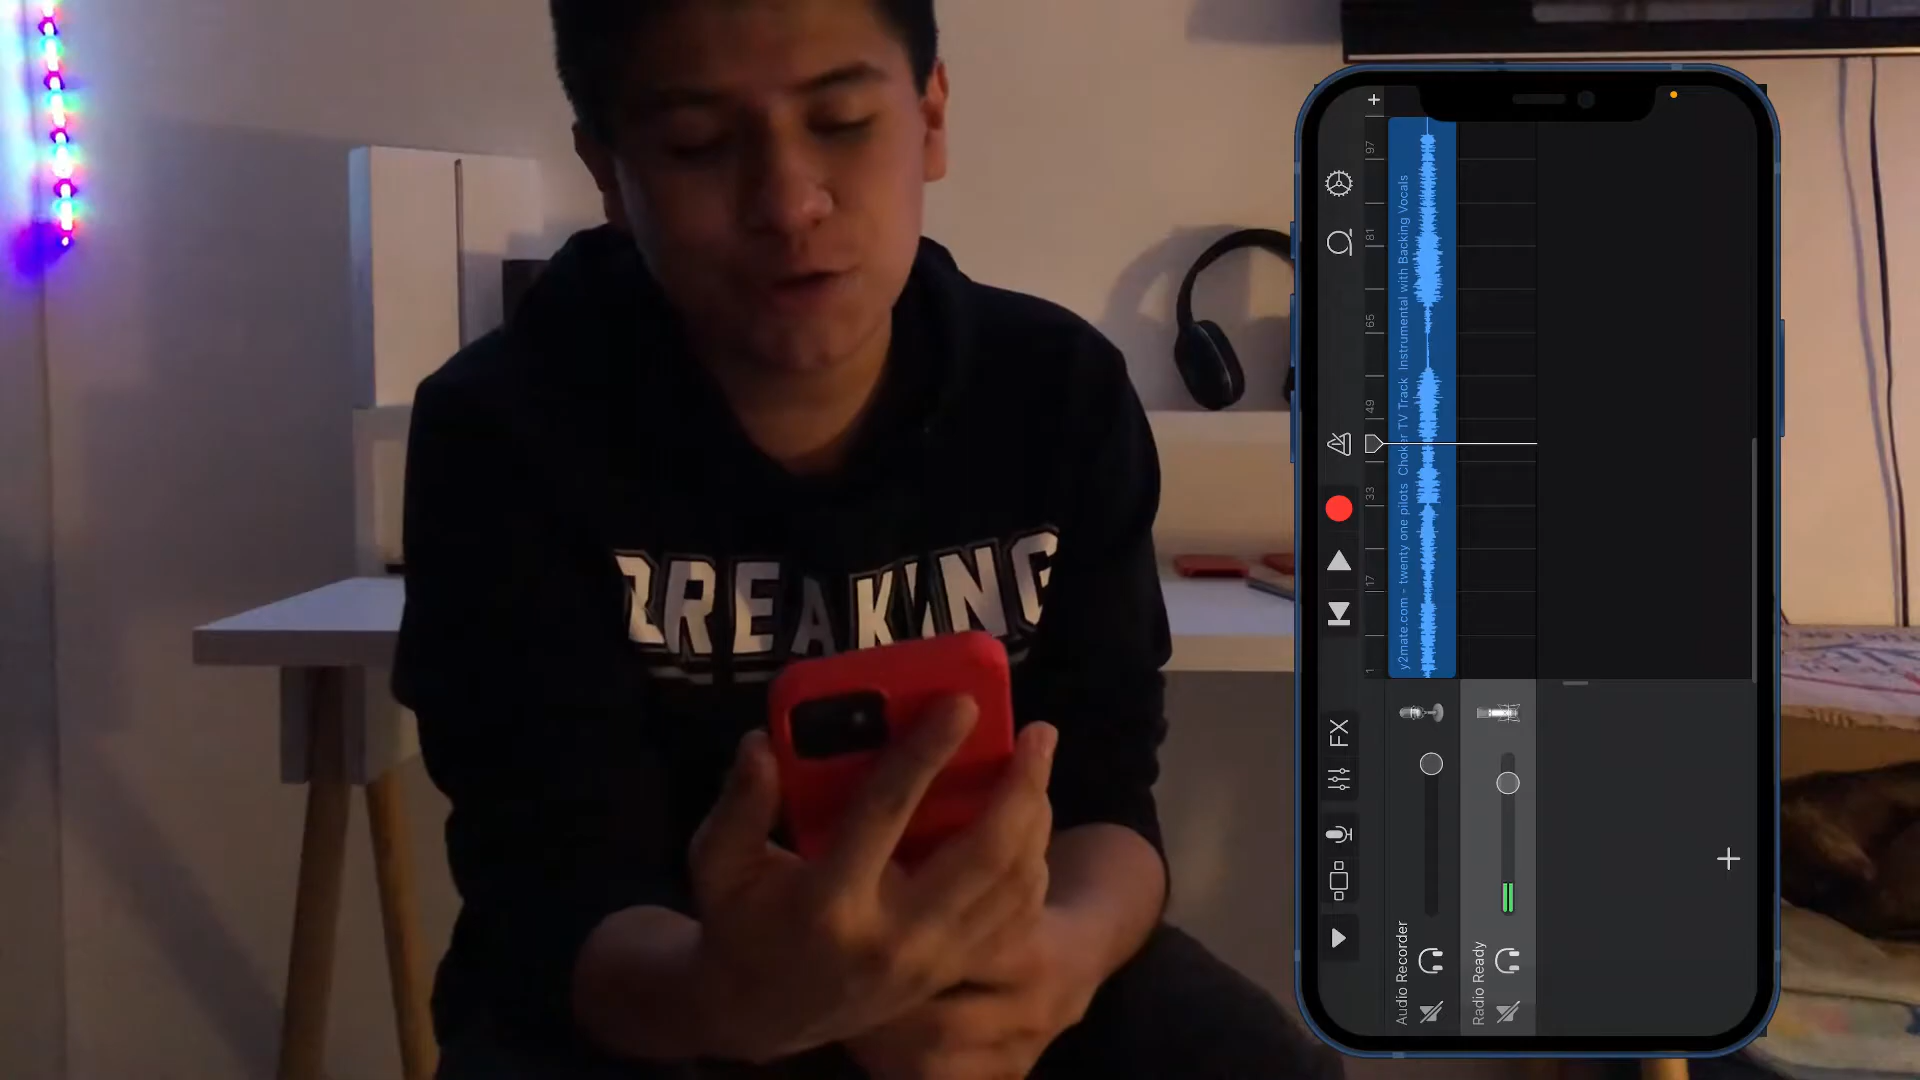 BREAKING
1 17 33 49 65 81 97
y2mate.com - twenty one pilots Choker TV Track Instrumental with Backing Vocals
FX
Audio Recorder
Radio Ready